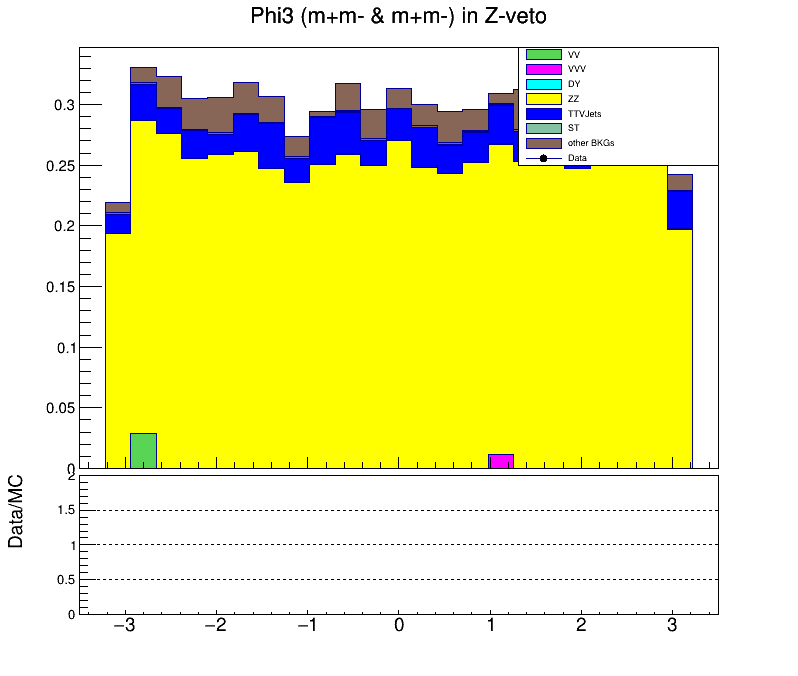 Phi3 (m+m- & m+m-) in Z-veto
VV
VVV
DY
ZZ
TTVJets
ST
other BKGs
Data
0.3
0.25
0.2
0.15
0.1
0.05
0
2
1.5
1
0.5
0
Data/MC
−3 −2 −1 0 1 2 3